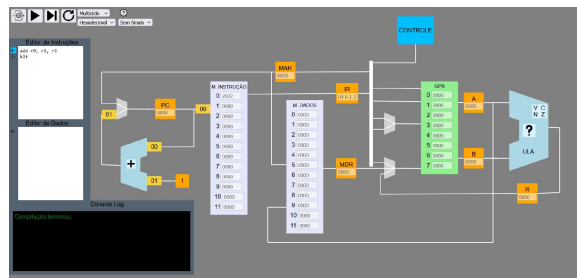 Multiciclo
Hexadecimal
Sem Sinais
Editor de Instruções
add r0, r1, r2
hlt
Editor de Dados
Console Log
Compilação terminou.
CONTROLE
MAR
0000
PC
0000
01
00
00
01
1
+
M. INSTRUÇÃO
0 2022
1 0680
2 0000
3 0000
4 0000
5 0000
6 0000
7 0000
8 0000
9 0000
10 0000
11 0000
IR
M. DADOS
0 0000
1 0000
2 0000
3 0000
4 0000
5 0000
6 0000
7 0000
8 0000
9 0000
10 0000
11 0000
MDR
0000
GPR
0 0000
1 0000
2 0000
3 0000
4 0000
5 0000
6 0000
7 0000
A
0000
B
0000
V C
N Z
?
ULA
R
0000